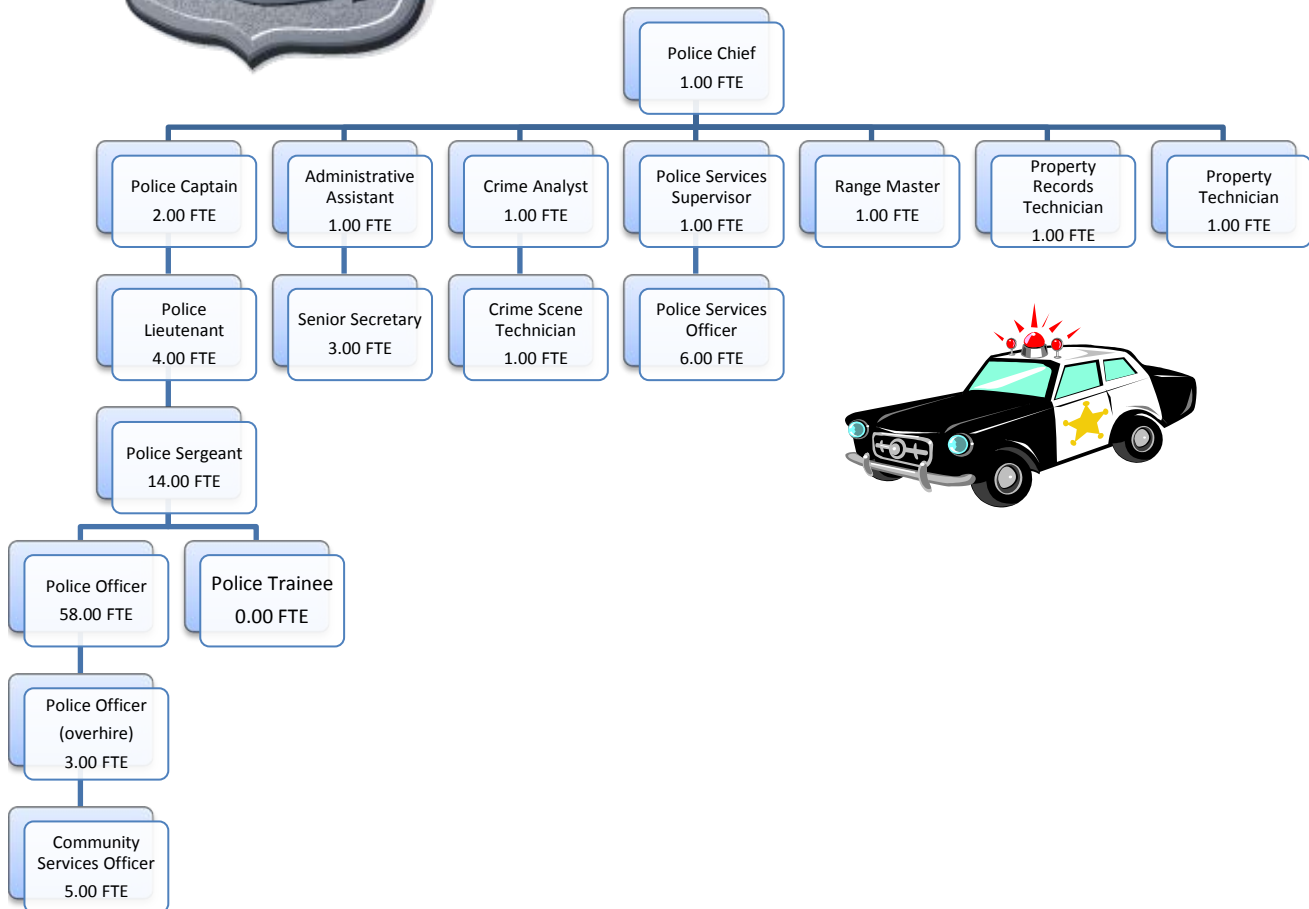 Police Chief
1.00 FTE
Police Captain
2.00 FTE
Administrative
Assistant
1.00 FTE
Crime Analyst
1.00 FTE
Police Services
Supervisor
1.00 FTE
Range Master
1.00 FTE
Property
Records
Technician
1.00 FTE
Property
Technician
1.00 FTE
Police
Lieutenant
4.00 FTE
Senior Secretary
3.00 FTE
Crime Scene
Technician
1.00 FTE
Police Services
Officer
6.00 FTE
Police Sergeant
14.00 FTE
Police Officer
58.00 FTE
Police Trainee
0.00 FTE
Police Officer
(overhire)
3.00 FTE
Community
Services Officer
5.00 FTE